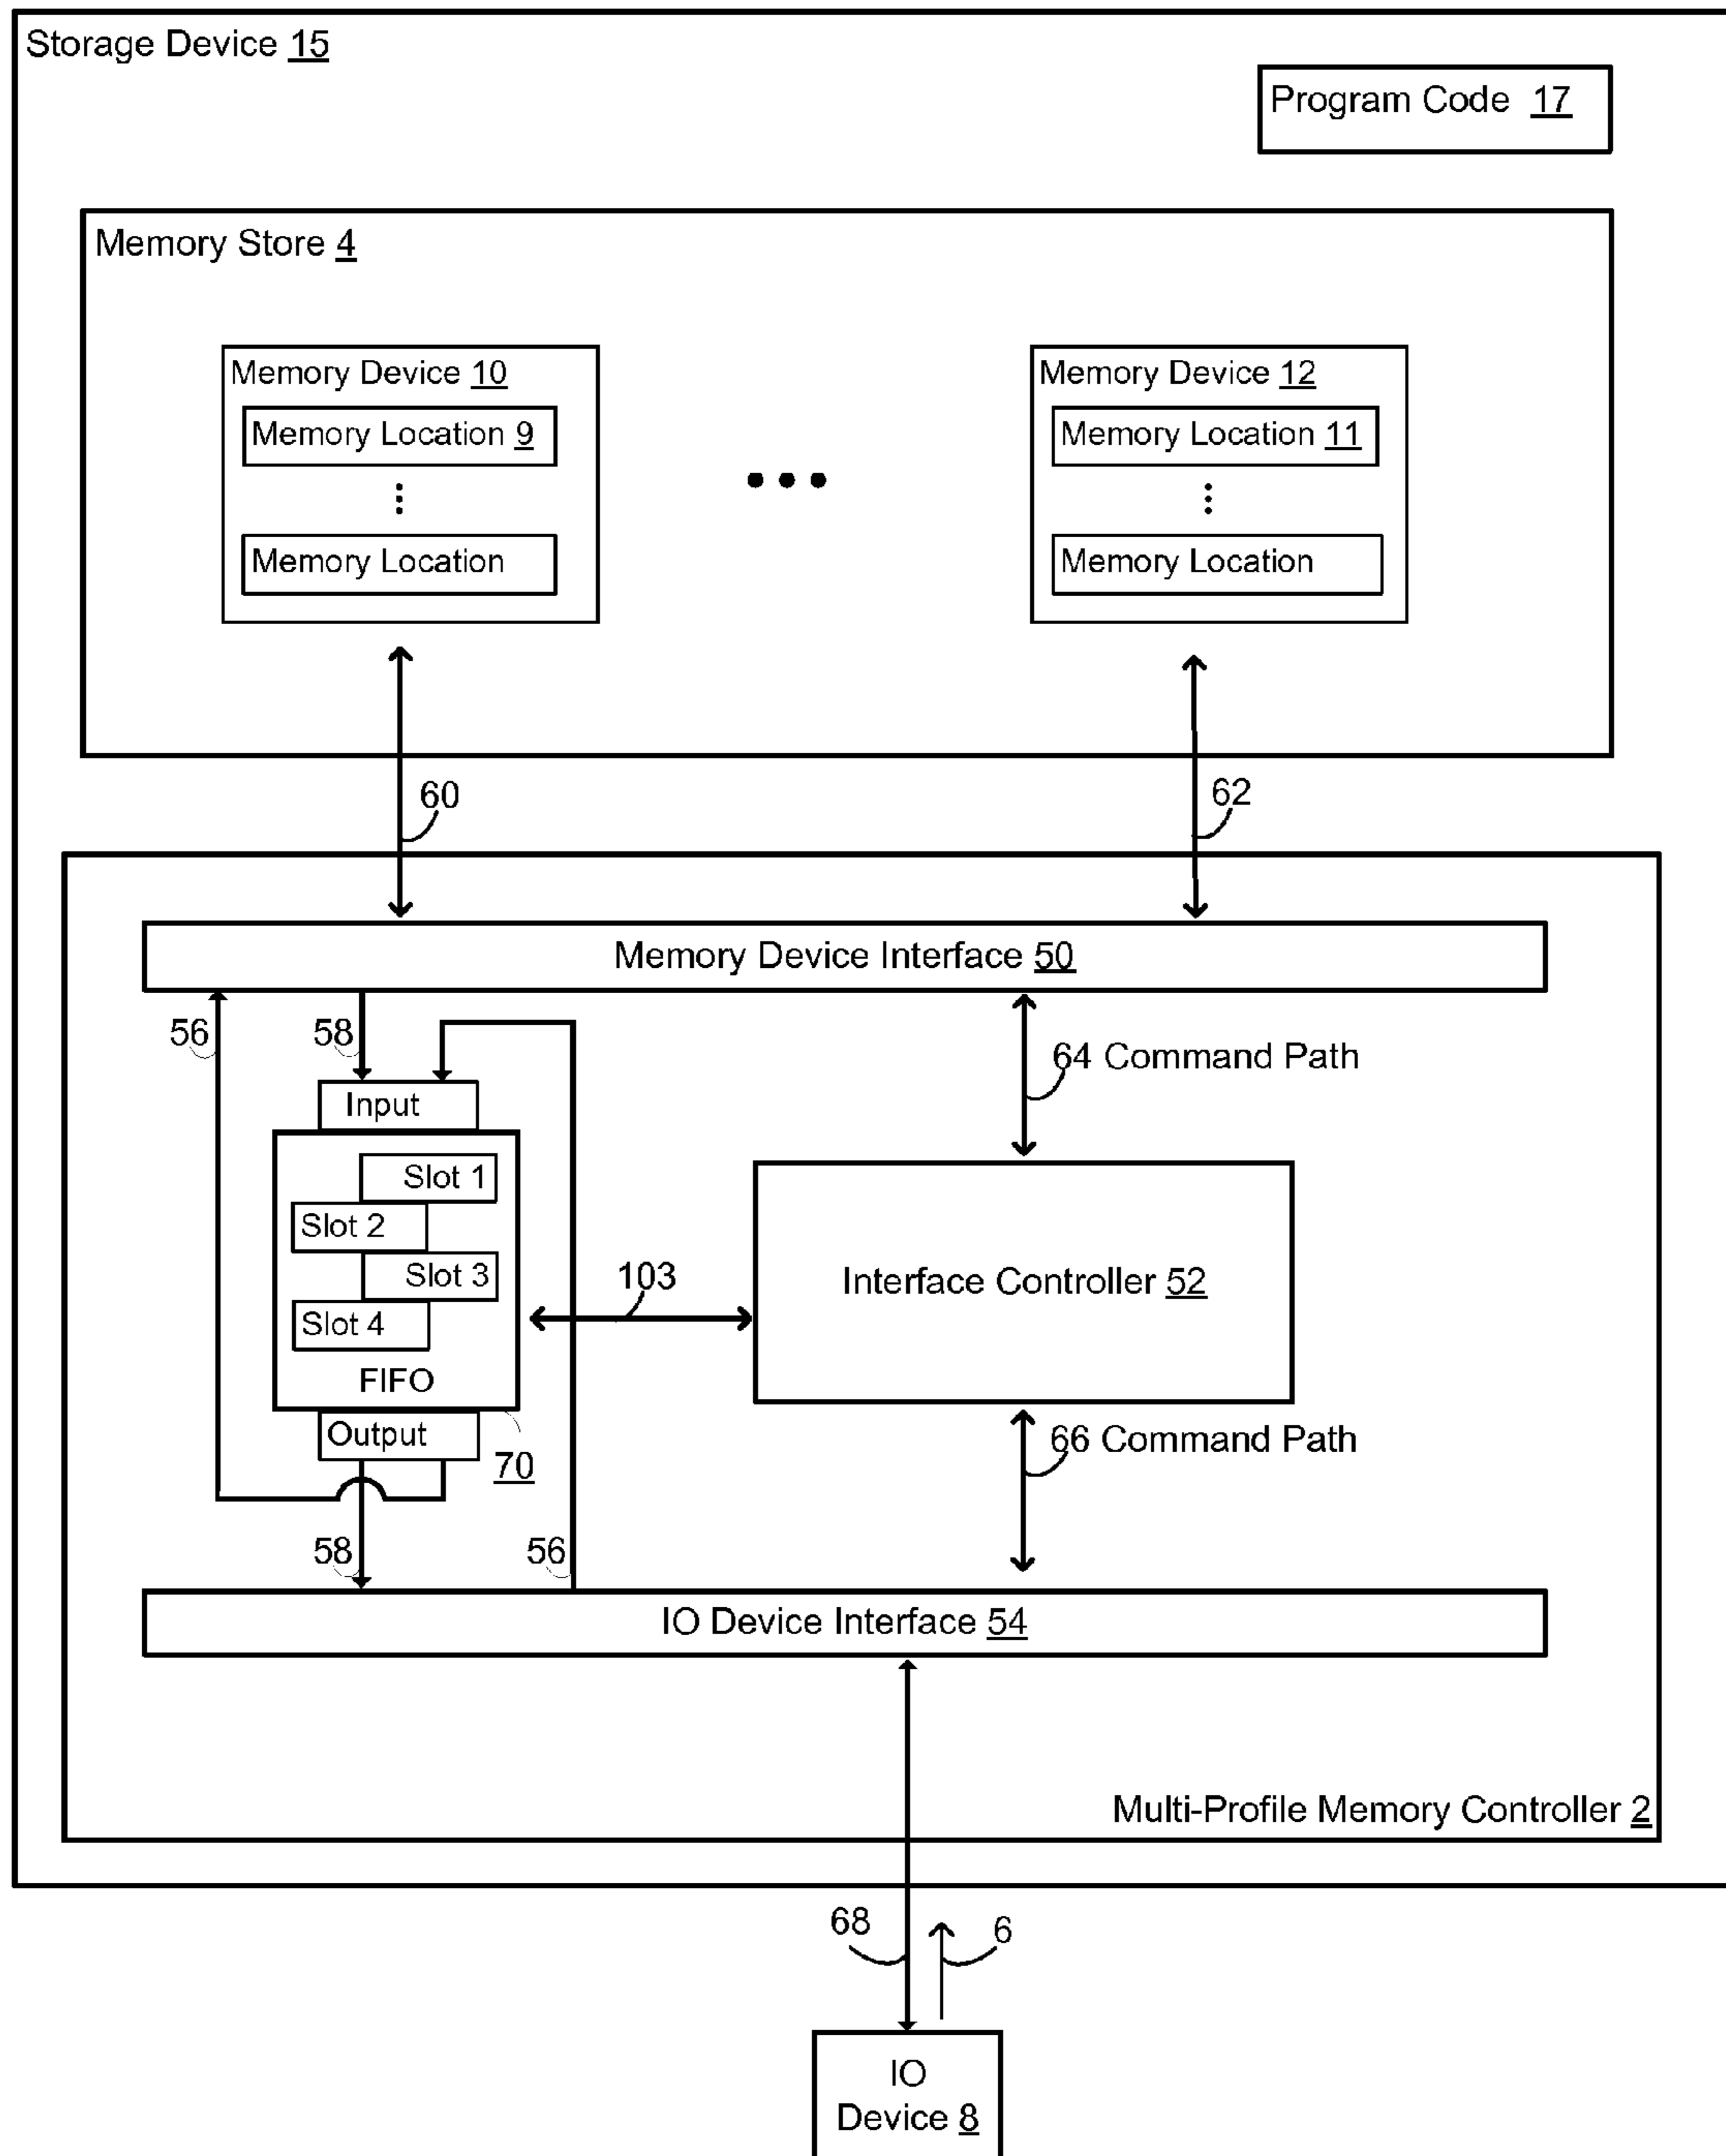 Storage Device 15
Program Code 17
Memory Store 4
Memory Device 10
Memory Location 9
Memory Location
Memory Device 12
Memory Location 11
Memory Location
60
62
Memory Device Interface 50
56
58
64 Command Path
Input
Slot 1
Slot 2
Slot 3
Slot 4
FIFO
Output
70
103
Interface Controller 52
66 Command Path
58
56
IO Device Interface 54
Multi-Profile Memory Controller 2
68
6
IO
Device 8